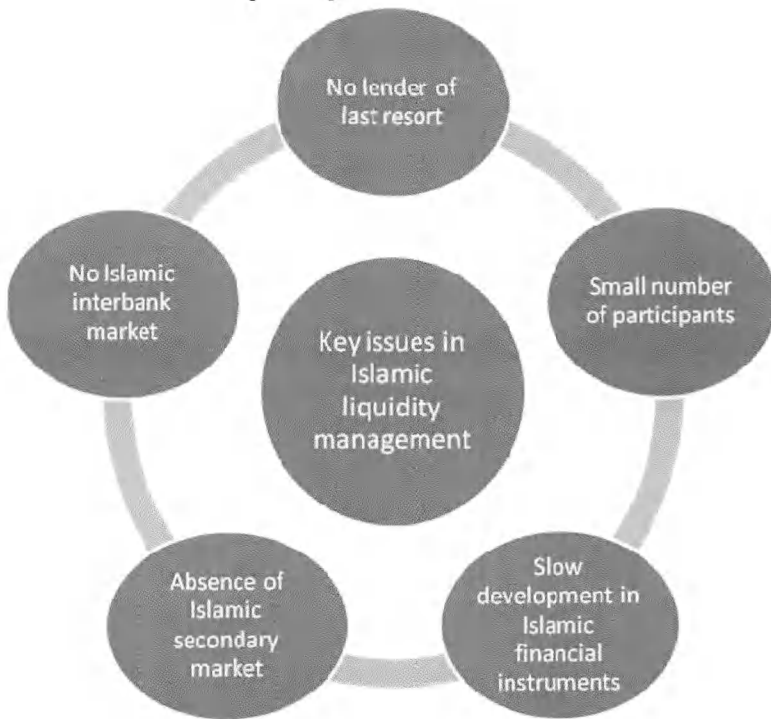 No lender of
last resort
Small number
of participants
Slow
development in
Islamic
financial
instruments
Absence of
Islamic
secondary
market
No Islamic
interbank
market
Key issues in
Islamic
liquidity
management